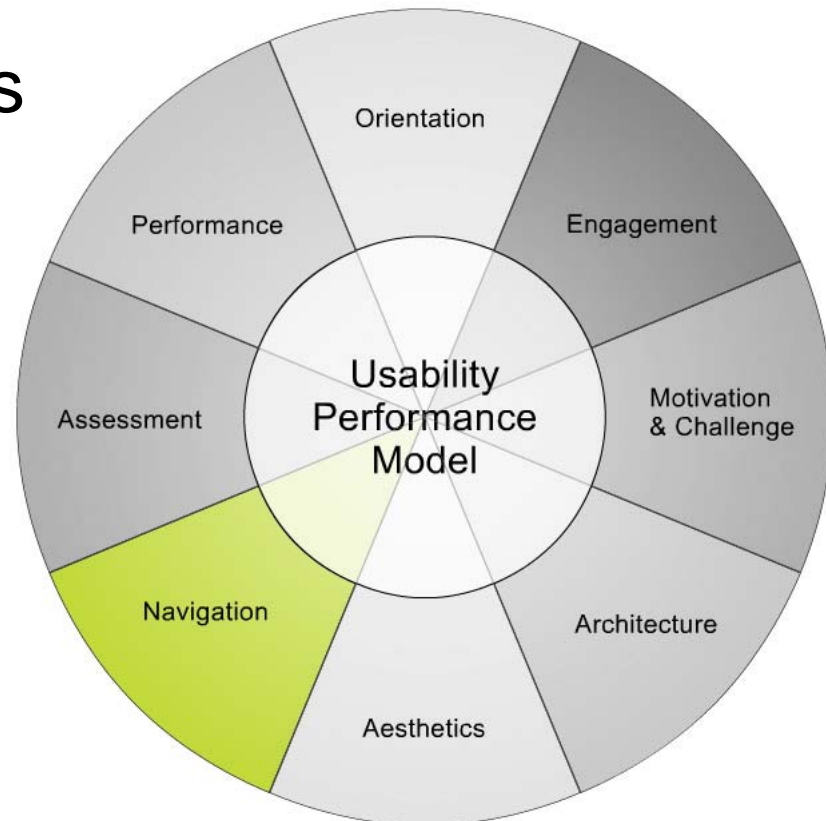 s
Orientation
Performance
Engagement
Usability
Performance
Model
Assessment
Motivation
& Challenge
Navigation
Architecture
Aesthetics